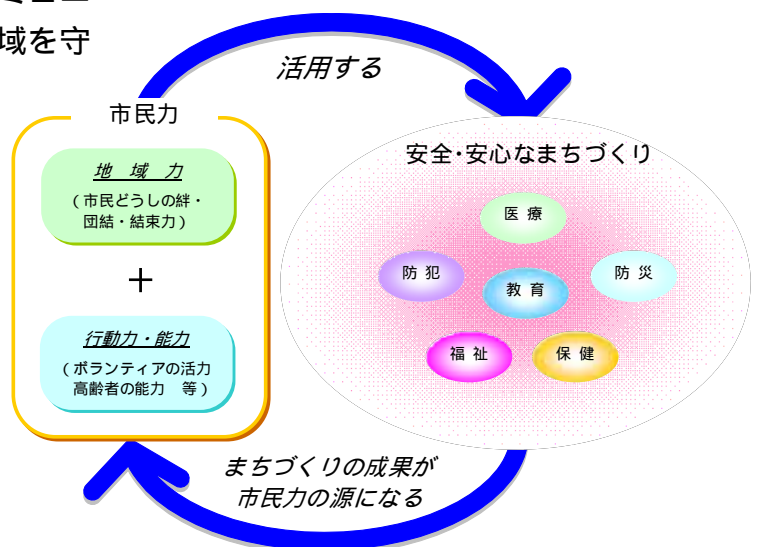 域を守
活用する
市民力
地　域　力
（市民どうしの絆・
団結・結束力）
＋
行動力・能力
（ボランティアの活力
高齢者の能力　等）
安全・安心なまちづくり
医 療
防 犯
防 災
教 育
福 祉
保 健
まちづくりの成果が
市民力の源になる